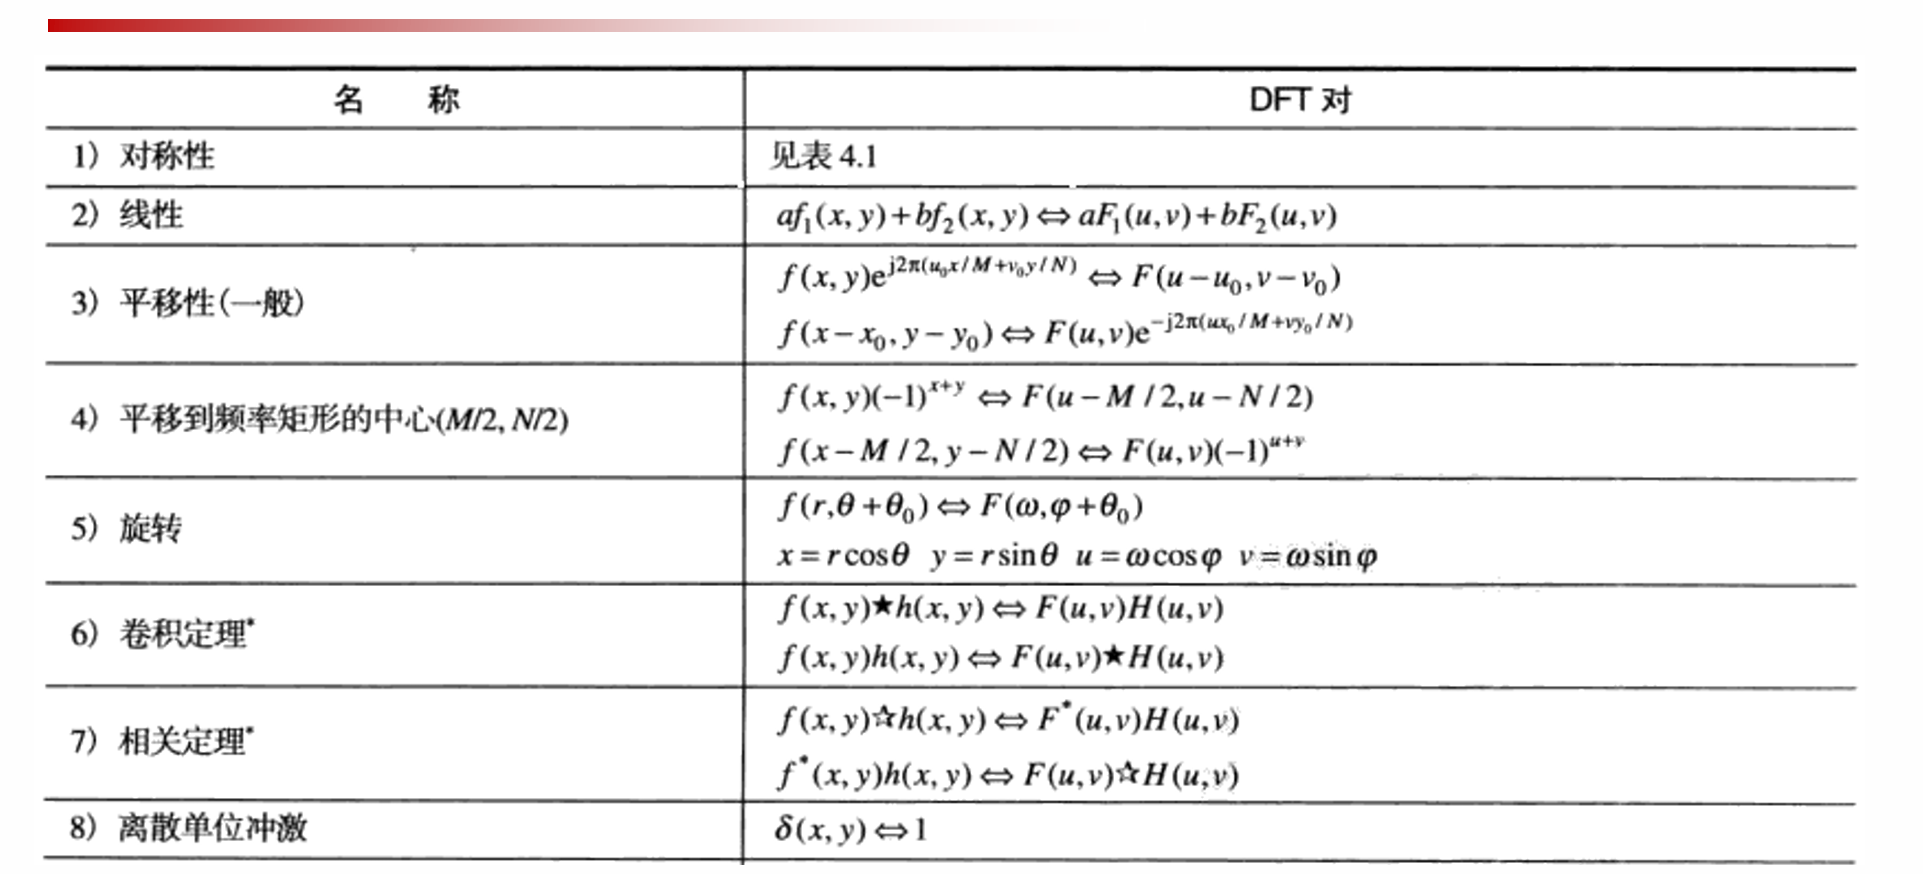 名 称 DFT 对
1) 对称性 见表 4.1
2) 线性 af₁(x, y)+bf₂(x, y)⇔aF₁(u,v)+bF₂(u,v)
3) 平移性(一般) f(x, y)e^{j2π(u₀x/M+v₀y/N)} ⇔ F(u−u₀,v−v₀)
f(x−x₀, y−y₀)⇔F(u,v)e^{−j2π(ux₀/M+vy₀/N)}
4) 平移到频率矩形的中心(M/2, N/2) f(x, y)(−1)^{x+y} ⇔ F(u−M/2,u−N/2)
f(x−M/2, y−N/2)⇔F(u,v)(−1)^{u+v}
5) 旋转 f(r,θ+θ₀)⇔F(ω,φ+θ₀)
x=rcosθ y=rsinθ u=ωcosφ v=ωsinφ
6) 卷积定理* f(x, y)★h(x, y)⇔F(u,v)H(u,v)
f(x, y)h(x, y)⇔F(u,v)★H(u,v)
7) 相关定理* f(x, y)☆h(x, y)⇔F*(u,v)H(u,v)
f*(x, y)h(x, y)⇔F(u,v)☆H(u,v)
8) 离散单位冲激 δ(x, y)⇔1